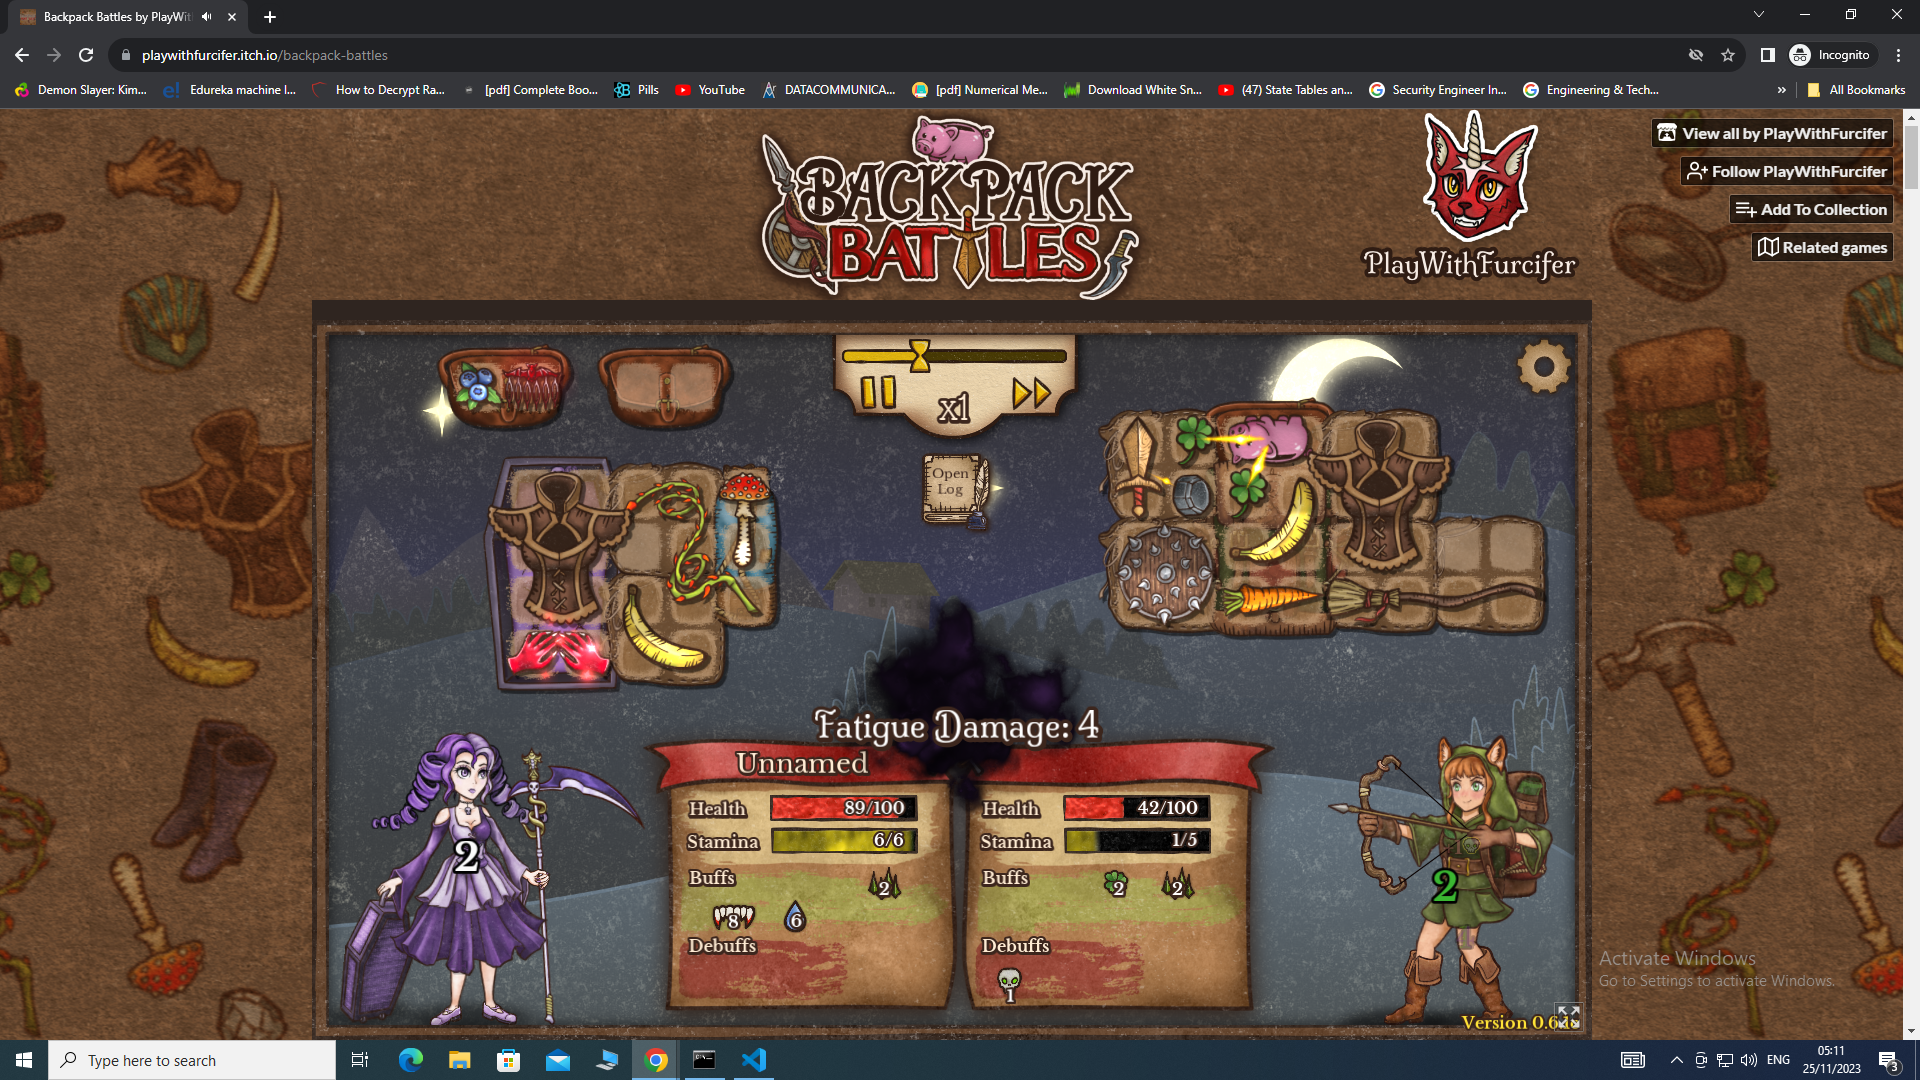 Backpack Battles by PlayWit
playwithfurcifer.itch.io/backpack-battles
Incognito
Demon Slayer: Kim...
Edureka machine l...
How to Decrypt Ra...
[pdf] Complete Boo...
Pills
YouTube
DATACOMMUNICA...
[pdf] Numerical Me...
Download White Sn...
(47) State Tables an...
Security Engineer In...
Engineering & Tech...
»
All Bookmarks
BACKPACK
BATTLES
PlayWithFurcifer
View all by PlayWithFurcifer
Follow PlayWithFurcifer
Add To Collection
Related games
x1
Open
Log
Fatigue Damage: 4
Unnamed
Health 89/100
Stamina 6/6
Buffs
2
8 6
Debuffs
Health 42/100
Stamina 1/5
Buffs
2 2
Debuffs
1
2
2
Activate Windows
Go to Settings to activate Windows.
Type here to search
ENG
05:11
25/11/2023
3